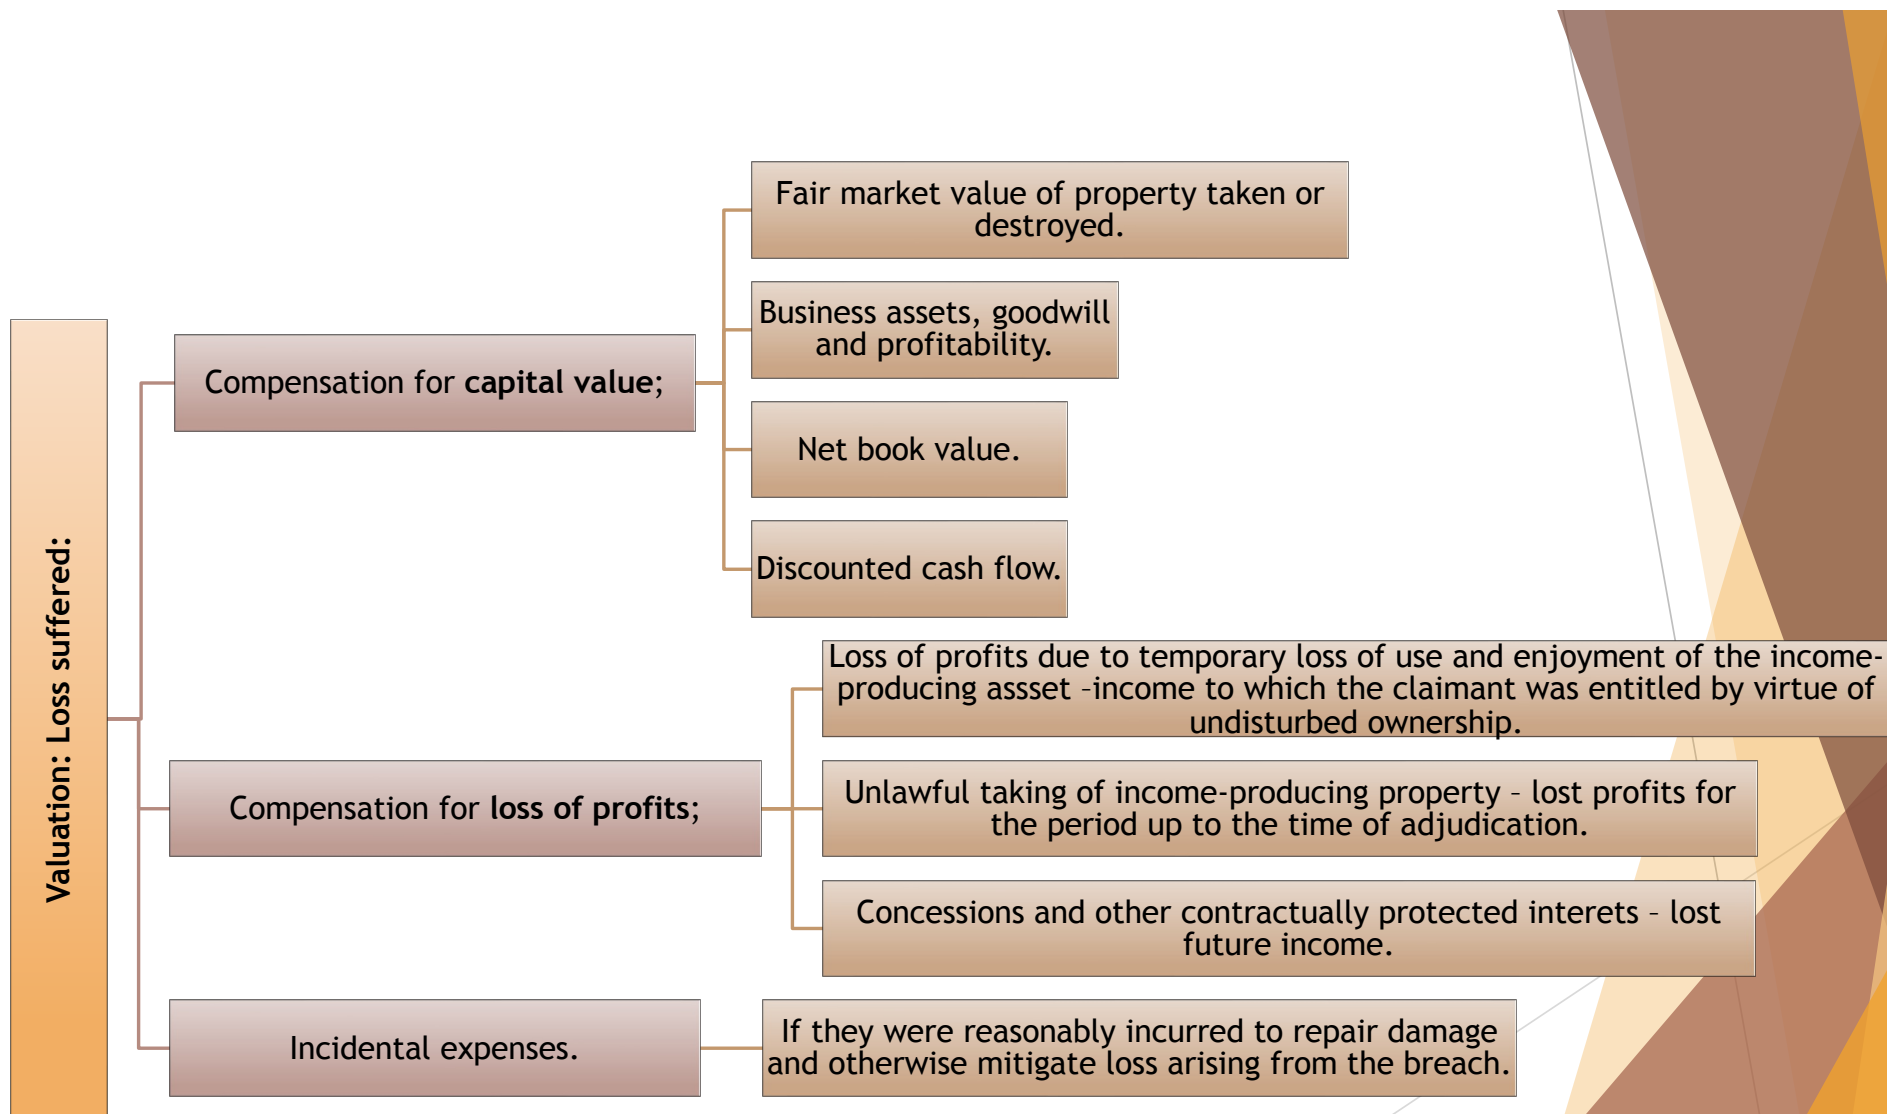 Valuation: Loss suffered:
Compensation for capital value;
Fair market value of property taken or
destroyed.
Business assets, goodwill
and profitability.
Net book value.
Discounted cash flow.
Compensation for loss of profits;
Loss of profits due to temporary loss of use and enjoyment of the income-
producing assset –income to which the claimant was entitled by virtue of
undisturbed ownership.
Unlawful taking of income-producing property – lost profits for
the period up to the time of adjudication.
Concessions and other contractually protected interets – lost
future income.
Incidental expenses.
If they were reasonably incurred to repair damage
and otherwise mitigate loss arising from the breach.